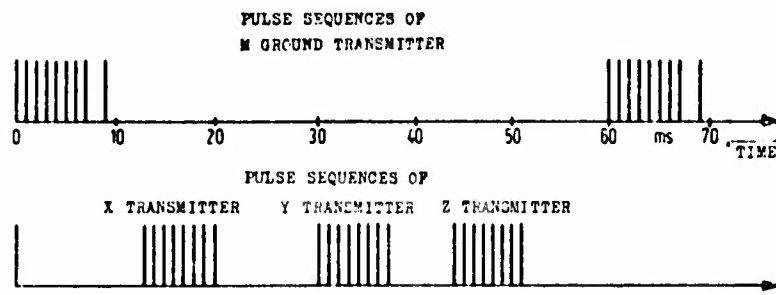 PULSE SEQUENCES OF
M GROUND TRANSMITTER
0 10 20 30 40 50 60 ms 70
TIME
PULSE SEQUENCES OF
X TRANSMITTER Y TRANSMITTER Z TRANSMITTER